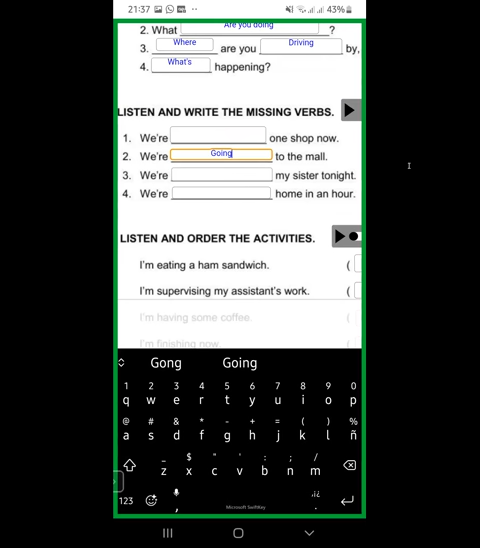 21:37 43%
2. What Are you doing ?
3. Where are you Driving by,
4. What's happening?
LISTEN AND WRITE THE MISSING VERBS.
1. We're one shop now.
2. We're Going to the mall.
3. We're my sister tonight.
4. We're home in an hour.
LISTEN AND ORDER THE ACTIVITIES.
I'm eating a ham sandwich. (
I'm supervising my assistant's work. (
I'm having some coffee. (
I'm finishing now. (
Gong Going
1 2 3 4 5 6 7 8 9 0
q w e r t y u i o p
@ # & * - + = ( ) %
a s d f g h j k l ñ
_ $ " ' : ; /
z x c v b n m
123 , Microsoft SwiftKey .